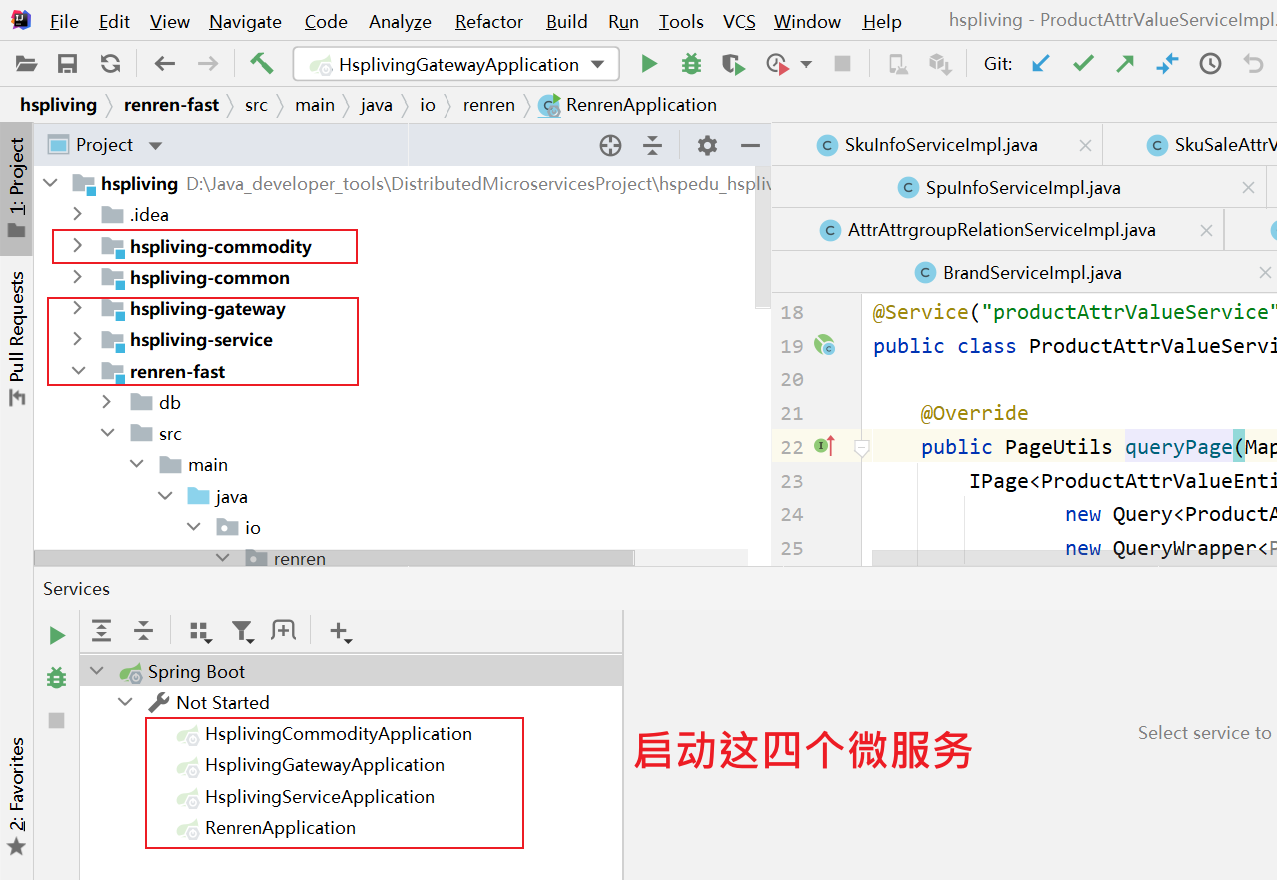 File Edit View Navigate Code Analyze Refactor Build Run Tools VCS Window Help hspliving - ProductAttrValueServiceImpl.
HsplivingGatewayApplication Git:
hspliving renren-fast src main java io renren RenrenApplication
1: Project
Pull Requests
2: Favorites
Project
hspliving D:\Java_developer_tools\DistributedMicroservicesProject\hspedu_hspliv
.idea
hspliving-commodity
hspliving-common
hspliving-gateway
hspliving-service
renren-fast
db
src
main
java
io
renren
SkuInfoServiceImpl.java SkuSaleAttrV
SpuInfoServiceImpl.java
AttrAttrgroupRelationServiceImpl.java
BrandServiceImpl.java
18 @Service("productAttrValueService"
19 public class ProductAttrValueServi
20
21 @Override
22 public PageUtils queryPage(Map
23 IPage<ProductAttrValueEnti
24 new Query<ProductA
25 new QueryWrapper<P
Services
Spring Boot
Not Started
HsplivingCommodityApplication
HsplivingGatewayApplication
HsplivingServiceApplication
RenrenApplication
启动这四个微服务
Select service to